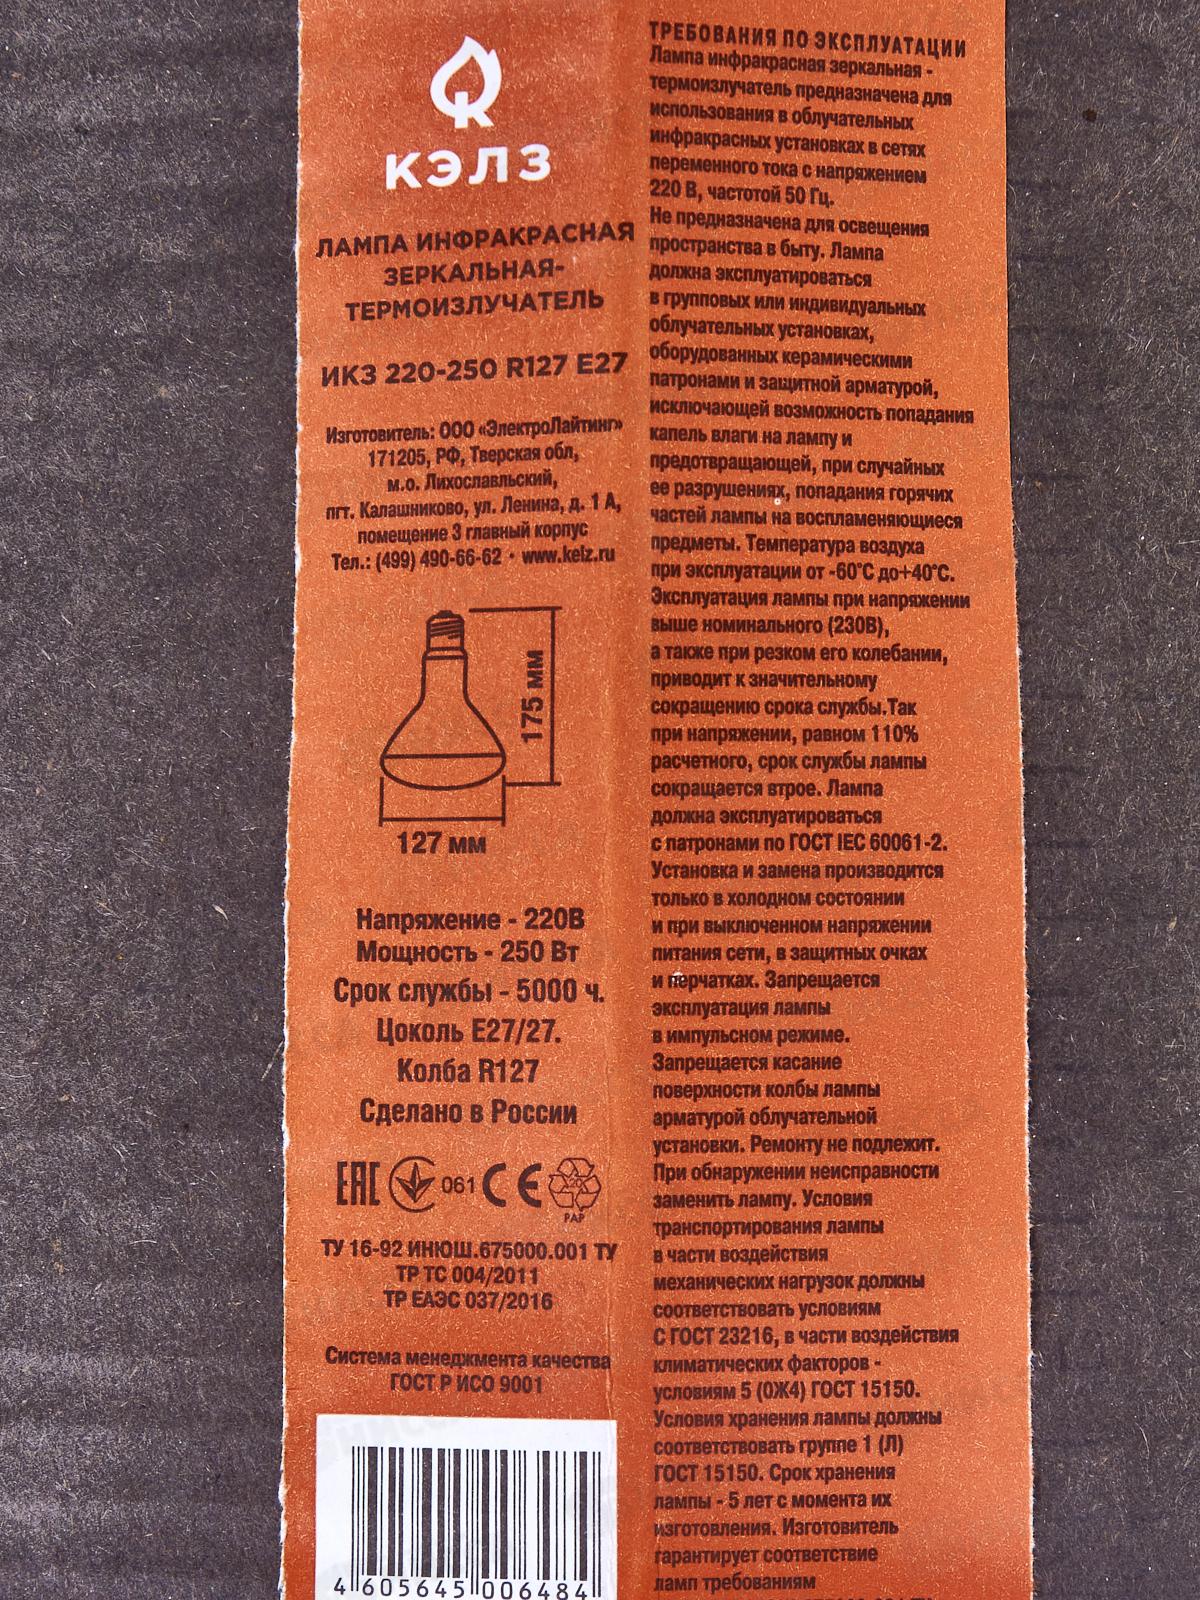 КЭЛЗ
ЛАМПА ИНФРАКРАСНАЯ
ЗЕРКАЛЬНАЯ-
ТЕРМОИЗЛУЧАТЕЛЬ
ИКЗ 220-250 R127 E27
Изготовитель: ООО «ЭлектроЛайтинг»
171205, РФ, Тверская обл,
м.о. Лихославльский,
пгт. Калашниково, ул. Ленина, д. 1 А,
помещение 3 главный корпус
Тел.: (499) 490-66-62 • www.kelz.ru
175 мм
127 мм
Напряжение - 220В
Мощность - 250 Вт
Срок службы - 5000 ч.
Цоколь Е27/27.
Колба R127
Сделано в России
EAC 061 CE 20
PAP
ТУ 16-92 ИНЮШ.675000.001 ТУ
ТР ТС 004/2011
ТР ЕАЭС 037/2016
Система менеджмента качества
ГОСТ Р ИСО 9001
4 605645 006484
ТРЕБОВАНИЯ ПО ЭКСПЛУАТАЦИИ
Лампа инфракрасная зеркальная -
термоизлучатель предназначена для
использования в облучательных
инфракрасных установках в сетях
переменного тока с напряжением
220 В, частотой 50 Гц.
Не предназначена для освещения
пространства в быту. Лампа
должна эксплуатироваться
в групповых или индивидуальных
облучательных установках,
оборудованных керамическими
патронами и защитной арматурой,
исключающей возможность попадания
капель влаги на лампу и
предотвращающей, при случайных
ее разрушениях, попадания горячих
частей лампы на воспламеняющиеся
предметы. Температура воздуха
при эксплуатации от -60°С до+40°С.
Эксплуатация лампы при напряжении
выше номинального (230В),
а также при резком его колебании,
приводит к значительному
сокращению срока службы.Так
при напряжении, равном 110%
расчетного, срок службы лампы
сокращается втрое. Лампа
должна эксплуатироваться
с патронами по ГОСТ IEC 60061-2.
Установка и замена производится
только в холодном состоянии
и при выключенном напряжении
питания сети, в защитных очках
и перчатках. Запрещается
эксплуатация лампы
в импульсном режиме.
Запрещается касание
поверхности колбы лампы
арматурой облучательной
установки. Ремонту не подлежит.
При обнаружении неисправности
заменить лампу. Условия
транспортирования лампы
в части воздействия
механических нагрузок должны
соответствовать условиям
С ГОСТ 23216, в части воздействия
климатических факторов -
условиям 5 (ОЖ4) ГОСТ 15150.
Условия хранения лампы должны
соответствовать группе 1 (Л)
ГОСТ 15150. Срок хранения
лампы - 5 лет с момента их
изготовления. Изготовитель
гарантирует соответствие
ламп требованиям